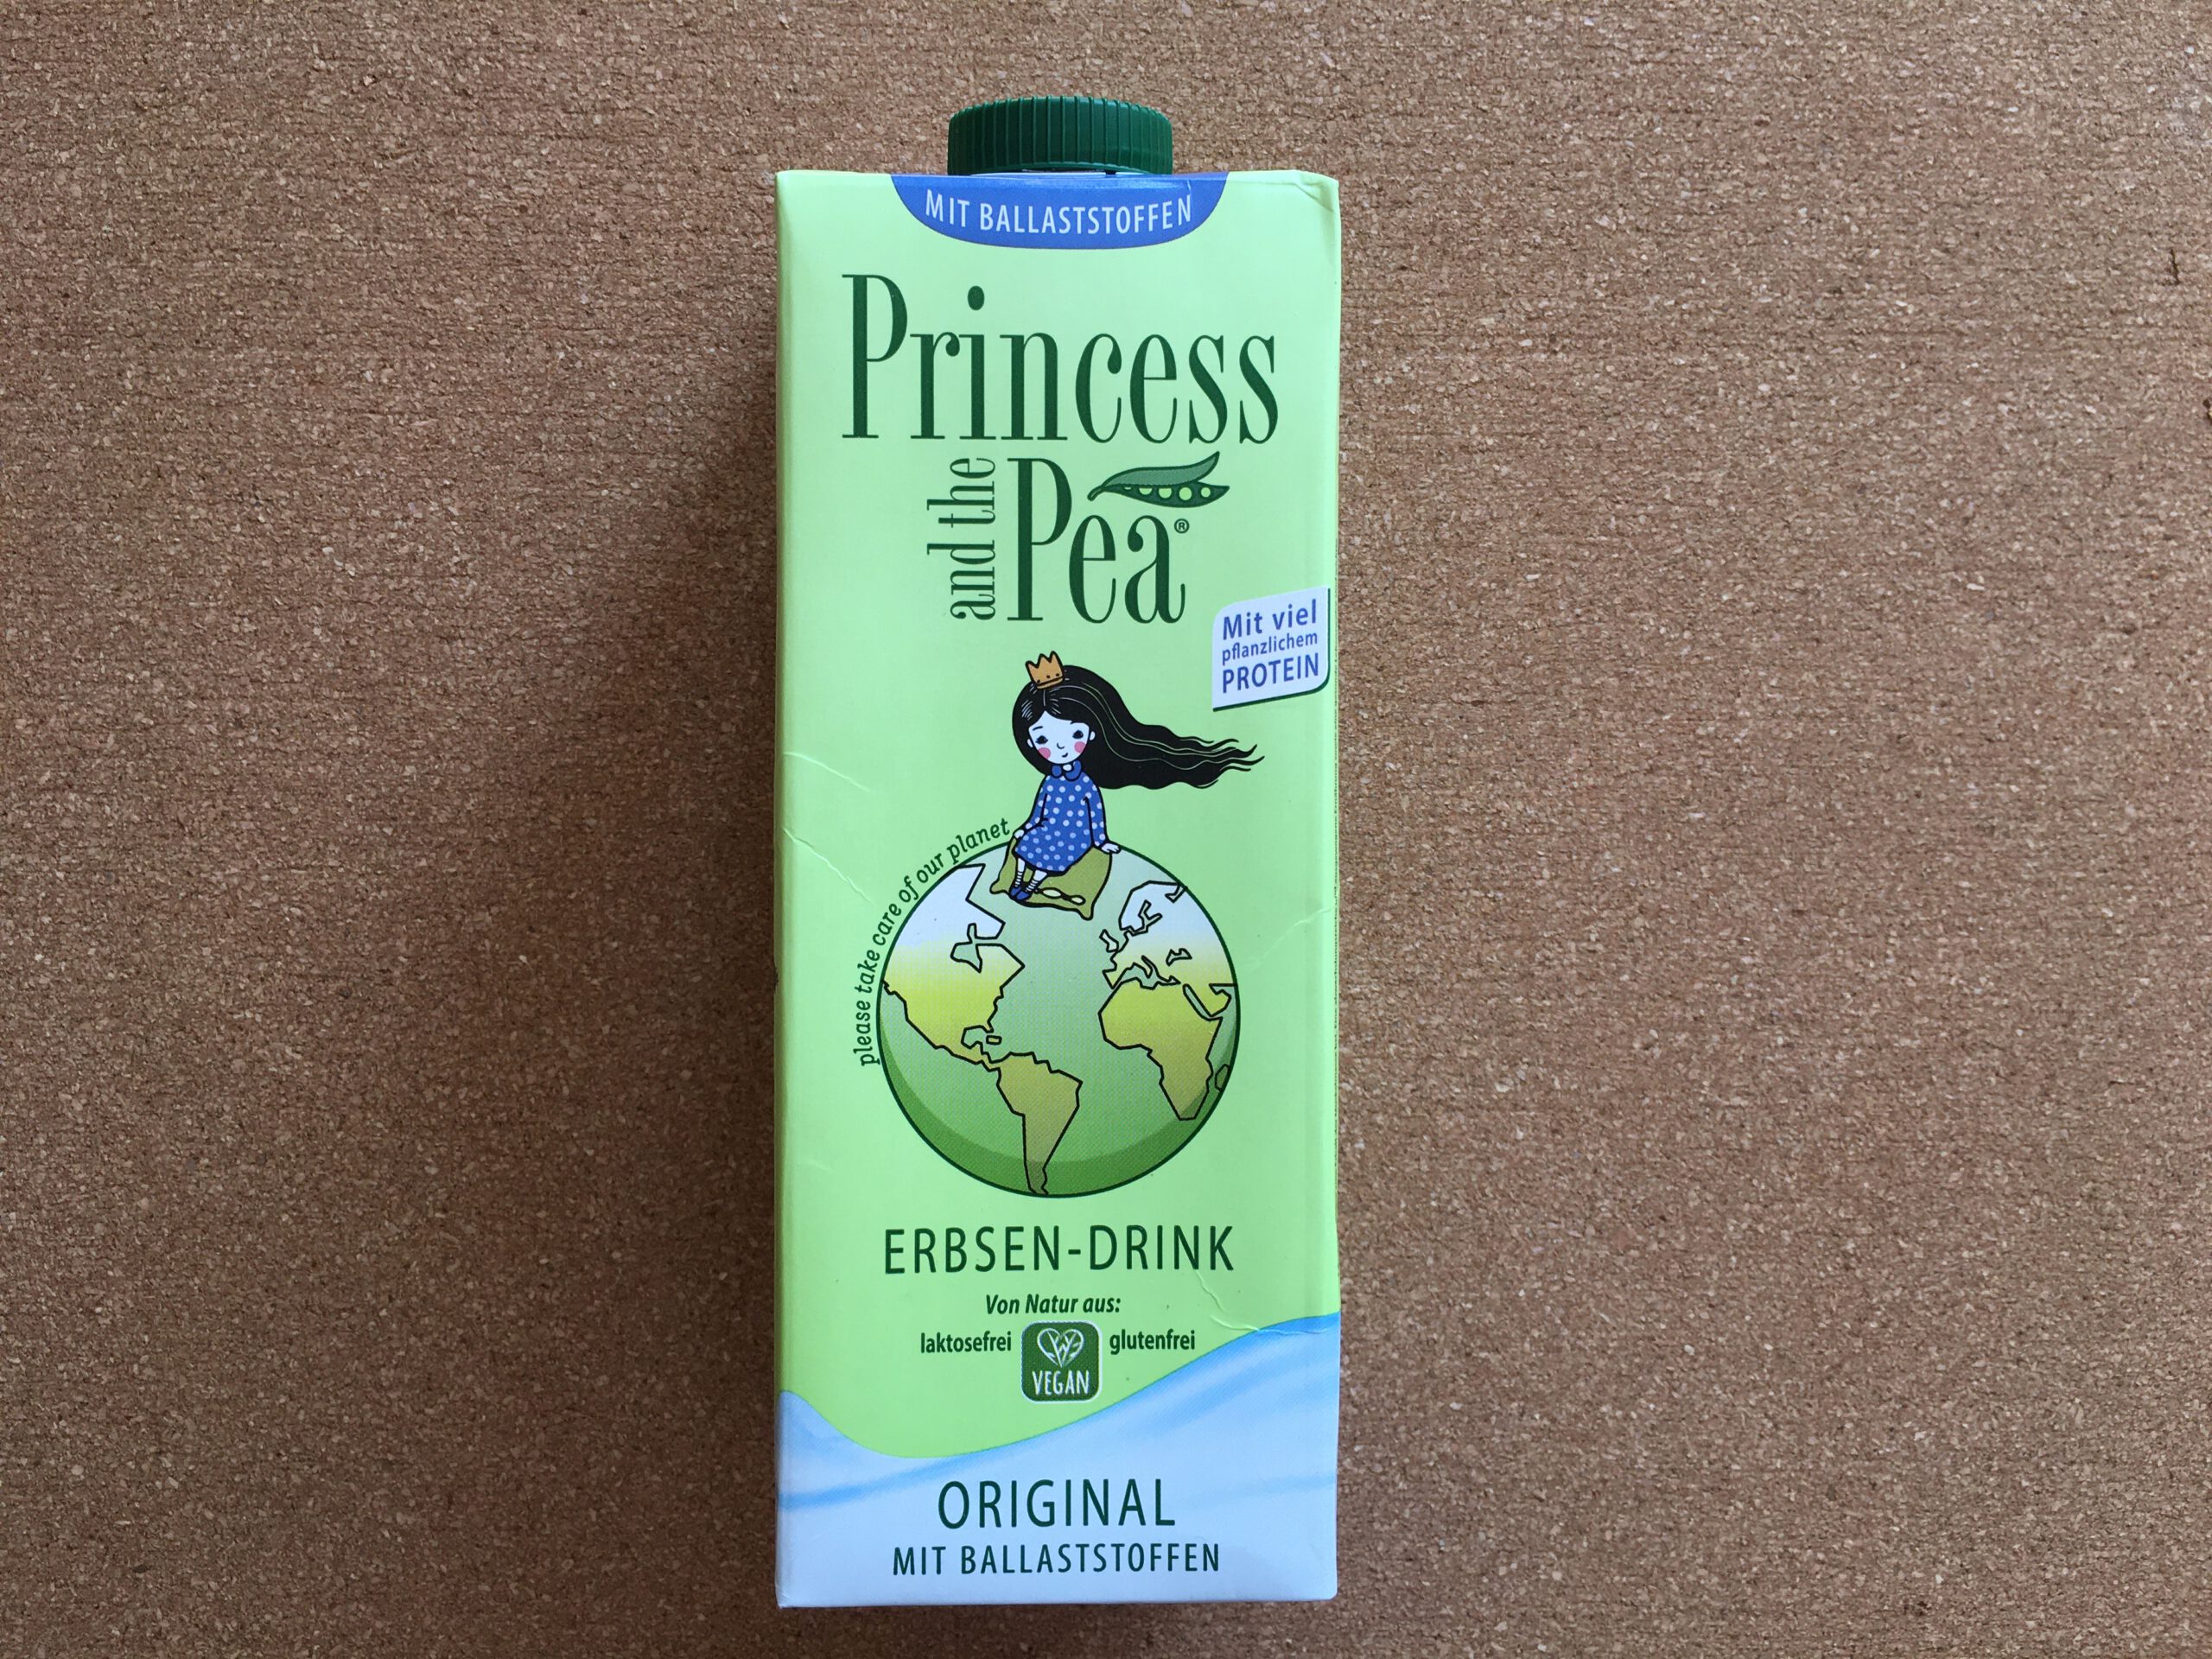 MIT BALLASTSTOFFEN
Princess
and the
Pea®
Mit viel
pflanzlichem
PROTEIN
please take care of our planet
ERBSEN-DRINK
Von Natur aus:
laktosefrei
VEGAN
glutenfrei
ORIGINAL
MIT BALLASTSTOFFEN